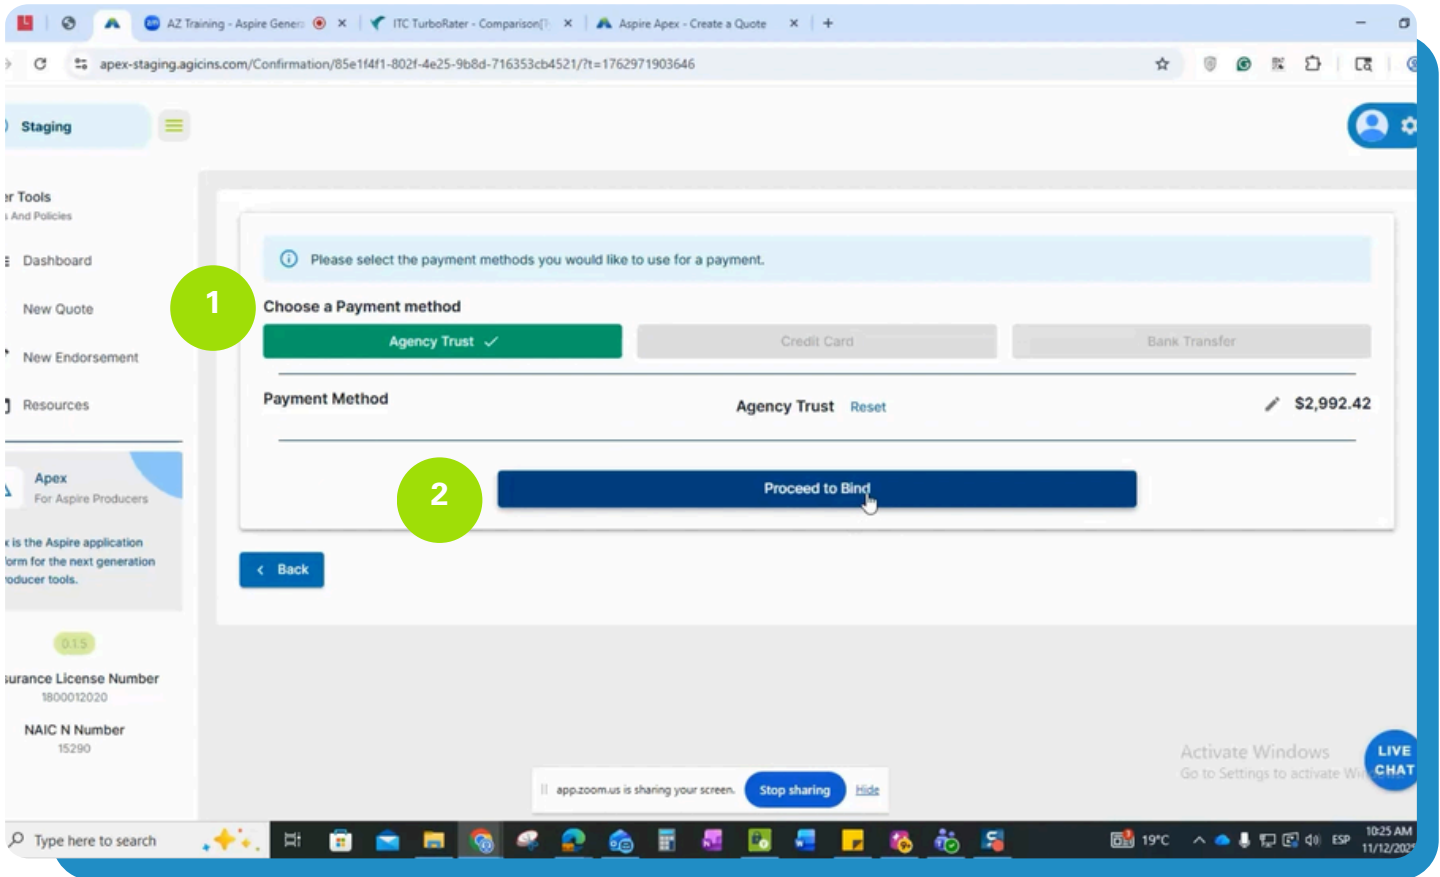 AZ Training - Aspire Gener
ITC TurboRater - Comparison[
Aspire Apex - Create a Quote
apex-staging.agicins.com/Confirmation/85e1f4f1-802f-4e25-9b8d-716353cb4521/?t=1762971903646
Staging
er Tools
And Policies
Dashboard
New Quote
New Endorsement
Resources
Apex
For Aspire Producers
x is the Aspire application
form for the next generation
roducer tools.
0.1.5
surance License Number
1800012020
NAIC N Number
15290
Please select the payment methods you would like to use for a payment.
1
Choose a Payment method
Agency Trust
Credit Card
Bank Transfer
Payment Method
Agency Trust
Reset
$2,992.42
2
Proceed to Bind
Back
Activate Windows
Go to Settings to activate Wi
LIVE
CHAT
app.zoom.us is sharing your screen.
Stop sharing
Hide
Type here to search
19°C
ESP
10:25 AM
11/12/202